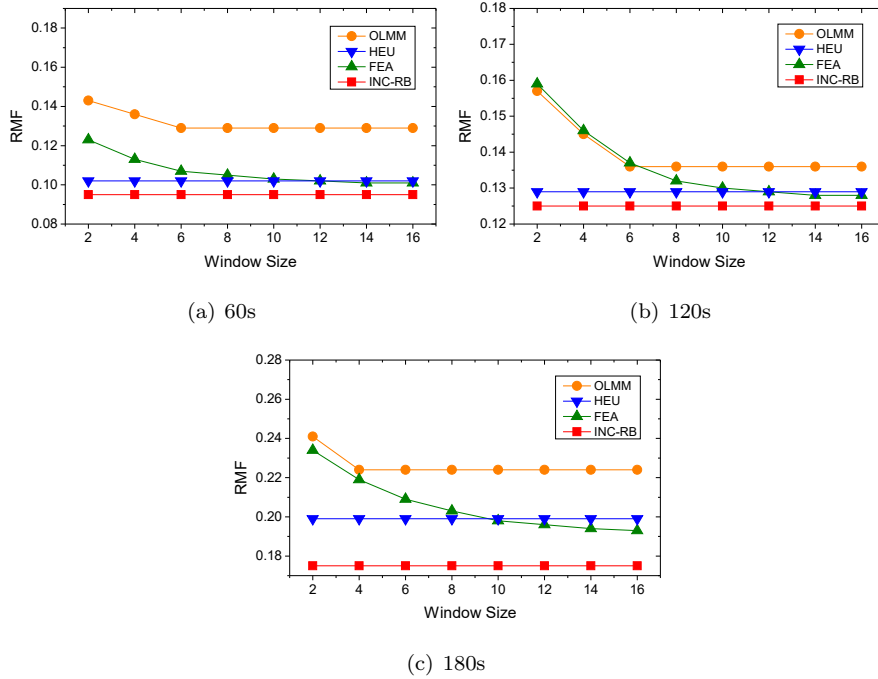 0.18
0.16
0.14
0.12
0.10
0.08
RMF
2 4 6 8 10 12 14 16
Window Size
OLMM
HEU
FEA
INC-RB
(a) 60s
0.18
0.17
0.16
0.15
0.14
0.13
0.12
RMF
2 4 6 8 10 12 14 16
Window Size
OLMM
HEU
FEA
INC-RB
(b) 120s
0.28
0.26
0.24
0.22
0.20
0.18
RMF
2 4 6 8 10 12 14 16
Window Size
OLMM
HEU
FEA
INC-RB
(c) 180s